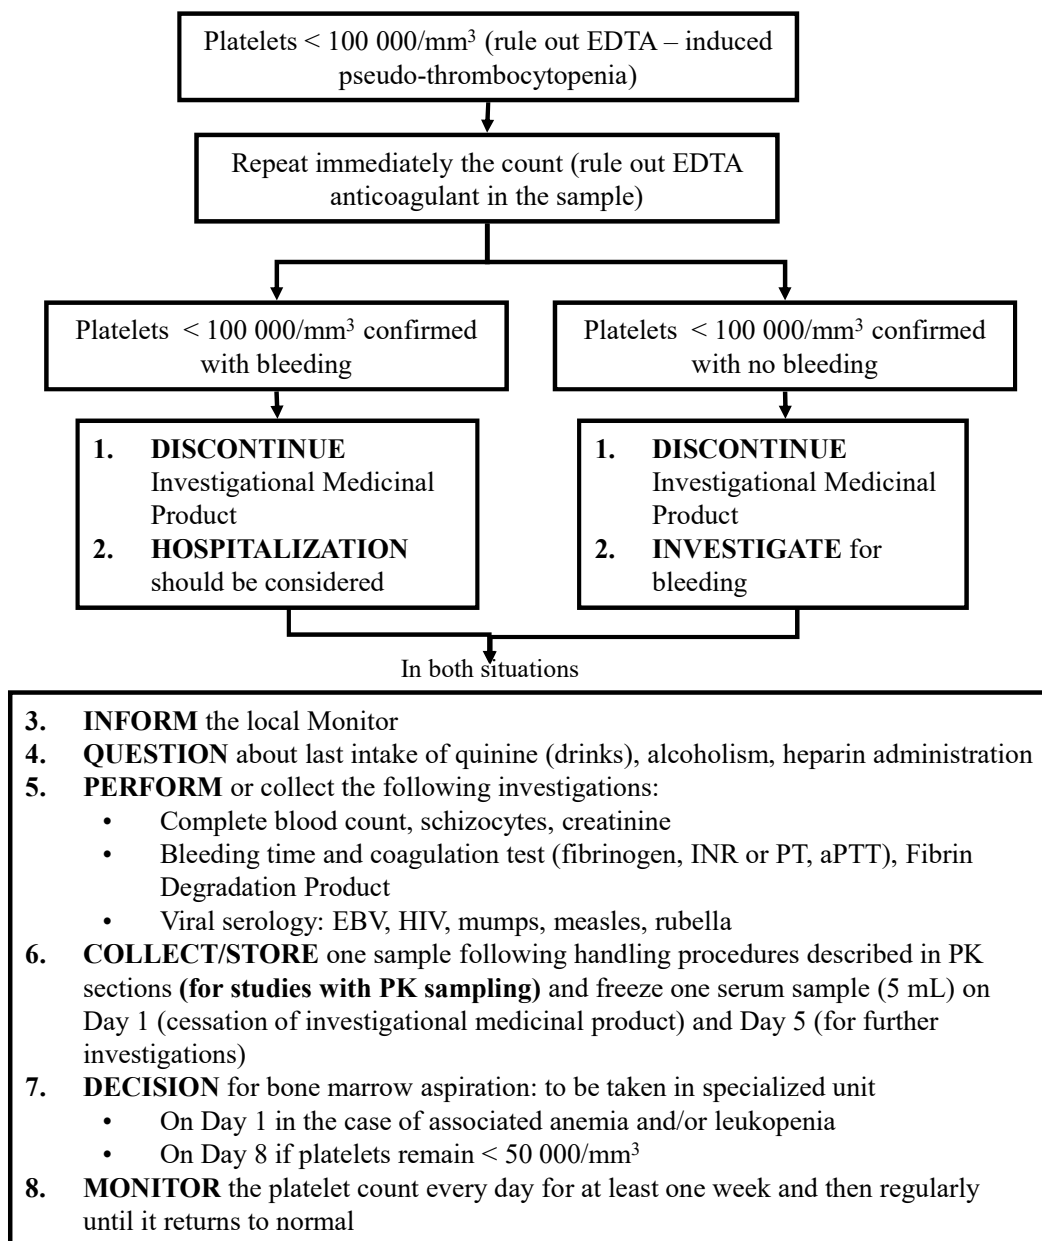 Platelets < 100 000/mm³ (rule out EDTA – induced
pseudo-thrombocytopenia)
Repeat immediately the count (rule out EDTA
anticoagulant in the sample)
Platelets < 100 000/mm³ confirmed
with bleeding
Platelets < 100 000/mm³ confirmed
with no bleeding
1. DISCONTINUE
Investigational Medicinal
Product
2. HOSPITALIZATION
should be considered
1. DISCONTINUE
Investigational Medicinal
Product
2. INVESTIGATE for
bleeding
In both situations
3. INFORM the local Monitor
4. QUESTION about last intake of quinine (drinks), alcoholism, heparin administration
5. PERFORM or collect the following investigations:
• Complete blood count, schizocytes, creatinine
• Bleeding time and coagulation test (fibrinogen, INR or PT, aPTT), Fibrin
Degradation Product
• Viral serology: EBV, HIV, mumps, measles, rubella
6. COLLECT/STORE one sample following handling procedures described in PK
sections (for studies with PK sampling) and freeze one serum sample (5 mL) on
Day 1 (cessation of investigational medicinal product) and Day 5 (for further
investigations)
7. DECISION for bone marrow aspiration: to be taken in specialized unit
• On Day 1 in the case of associated anemia and/or leukopenia
• On Day 8 if platelets remain < 50 000/mm³
8. MONITOR the platelet count every day for at least one week and then regularly
until it returns to normal